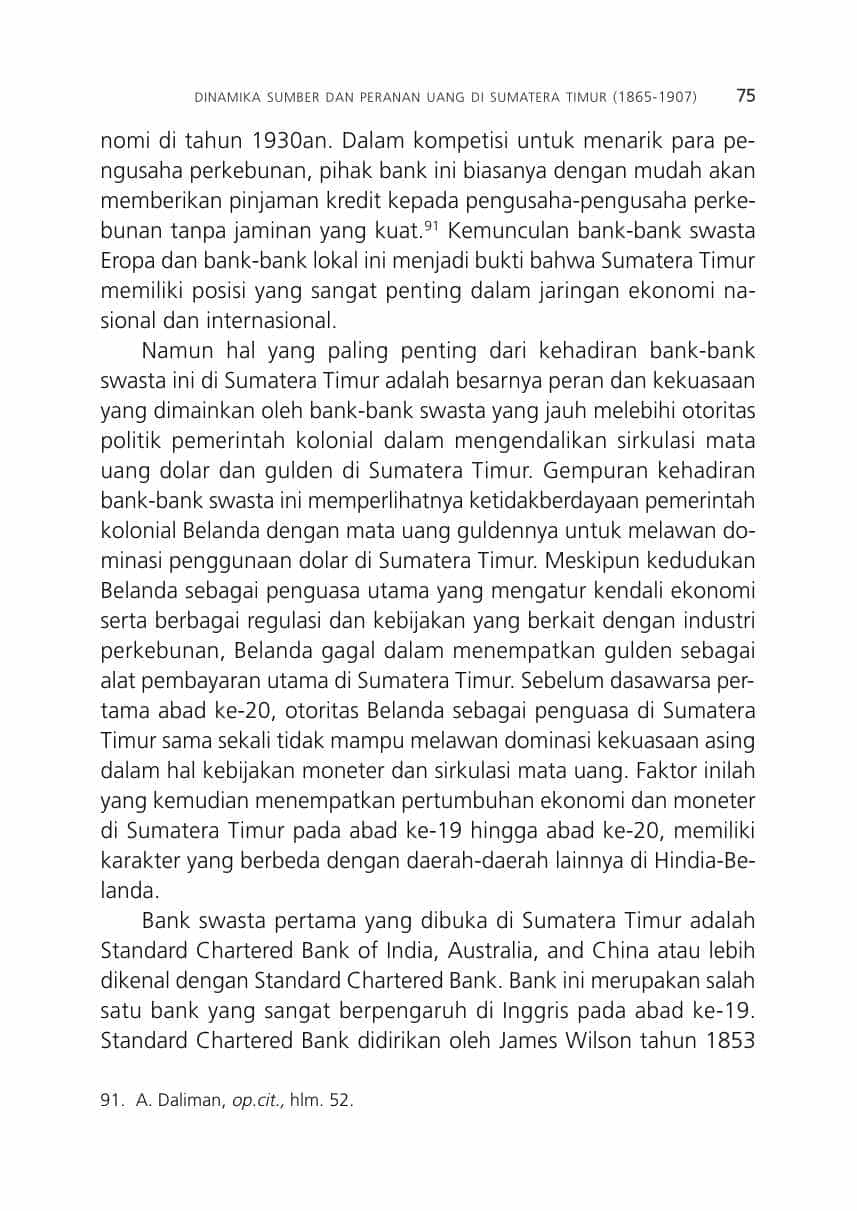 DINAMIKA SUMBER DAN PERANAN UANG DI SUMATERA TIMUR (1865-1907) 75
nomi di tahun 1930an. Dalam kompetisi untuk menarik para pe-
ngusaha perkebunan, pihak bank ini biasanya dengan mudah akan
memberikan pinjaman kredit kepada pengusaha-pengusaha perke-
bunan tanpa jaminan yang kuat.91 Kemunculan bank-bank swasta
Eropa dan bank-bank lokal ini menjadi bukti bahwa Sumatera Timur
memiliki posisi yang sangat penting dalam jaringan ekonomi na-
sional dan internasional.
Namun hal yang paling penting dari kehadiran bank-bank
swasta ini di Sumatera Timur adalah besarnya peran dan kekuasaan
yang dimainkan oleh bank-bank swasta yang jauh melebihi otoritas
politik pemerintah kolonial dalam mengendalikan sirkulasi mata
uang dolar dan gulden di Sumatera Timur. Gempuran kehadiran
bank-bank swasta ini memperlihatnya ketidakberdayaan pemerintah
kolonial Belanda dengan mata uang guldennya untuk melawan do-
minasi penggunaan dolar di Sumatera Timur. Meskipun kedudukan
Belanda sebagai penguasa utama yang mengatur kendali ekonomi
serta berbagai regulasi dan kebijakan yang berkait dengan industri
perkebunan, Belanda gagal dalam menempatkan gulden sebagai
alat pembayaran utama di Sumatera Timur. Sebelum dasawarsa per-
tama abad ke-20, otoritas Belanda sebagai penguasa di Sumatera
Timur sama sekali tidak mampu melawan dominasi kekuasaan asing
dalam hal kebijakan moneter dan sirkulasi mata uang. Faktor inilah
yang kemudian menempatkan pertumbuhan ekonomi dan moneter
di Sumatera Timur pada abad ke-19 hingga abad ke-20, memiliki
karakter yang berbeda dengan daerah-daerah lainnya di Hindia-Be-
landa.
Bank swasta pertama yang dibuka di Sumatera Timur adalah
Standard Chartered Bank of India, Australia, and China atau lebih
dikenal dengan Standard Chartered Bank. Bank ini merupakan salah
satu bank yang sangat berpengaruh di Inggris pada abad ke-19.
Standard Chartered Bank didirikan oleh James Wilson tahun 1853
91. A. Daliman, op.cit., hlm. 52.